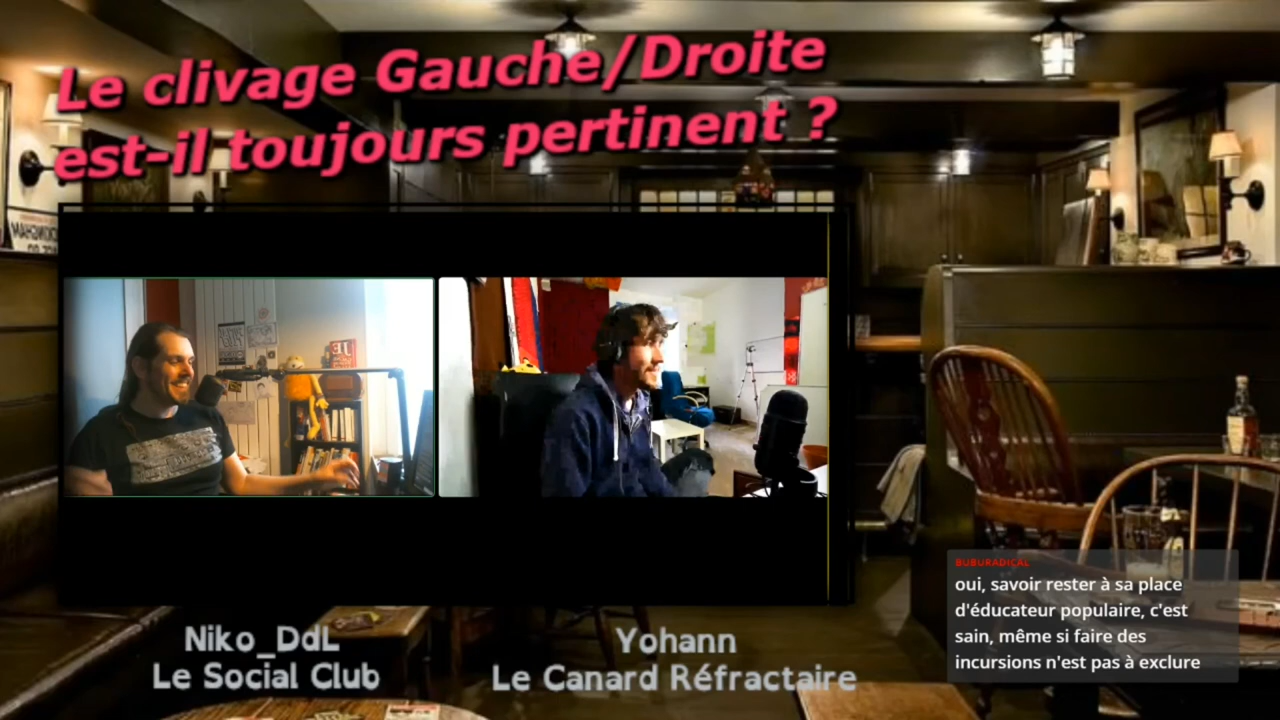 Le clivage Gauche/Droite
est-il toujours pertinent ?
Niko_DdL
Le Social Club
Yohann
Le Canard Réfractaire
BUBURADICAL
oui, savoir rester à sa place
d'éducateur populaire, c'est
sain, même si faire des
incursions n'est pas à exclure